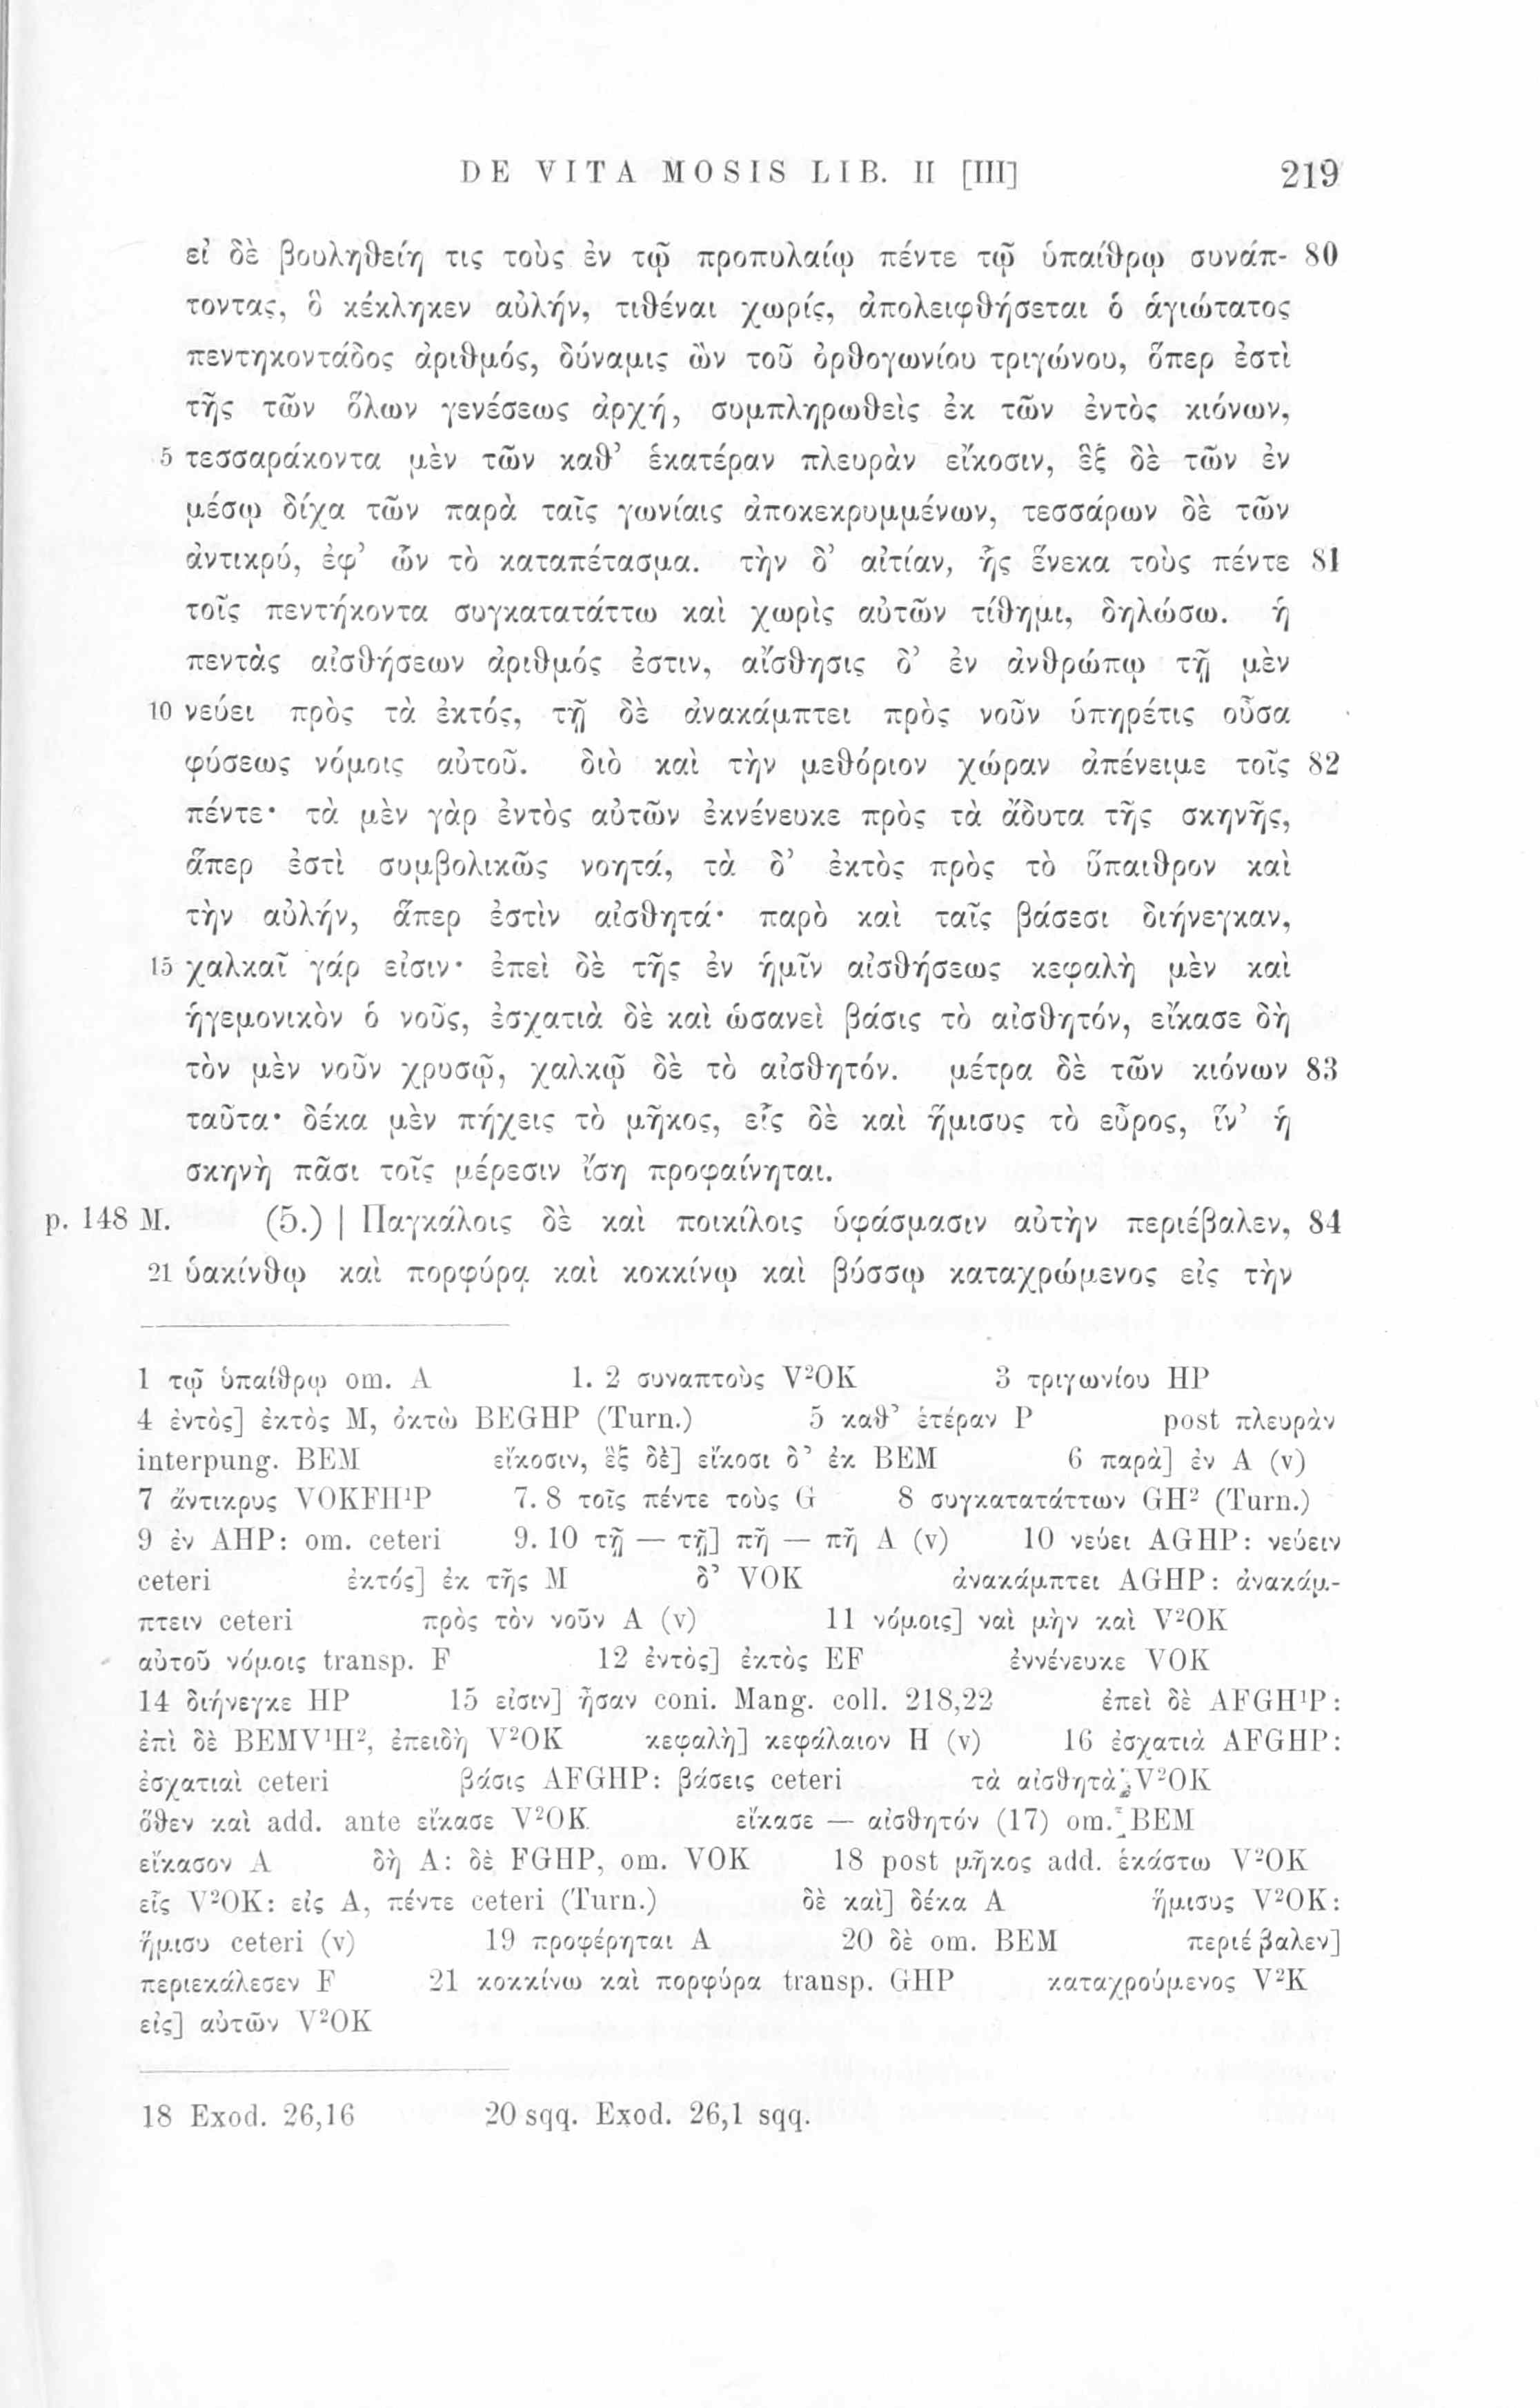 DE VITA MOSIS LIB. II [III] 219
εἰ δὲ βουληθείη τις τοὺς ἐν τῷ προπυλαίῳ πέντε τῷ ὑπαίθρῳ συνάπ- 80
τοντας, ὃ κέκληκεν αὐλήν, τιθέναι χωρίς, ἀπολειφθήσεται ὁ ἁγιώτατος
πεντηκοντάδος ἀριθμός, δύναμις ὢν τοῦ ὀρθογωνίου τριγώνου, ὅπερ ἐστὶ
τῆς τῶν ὅλων γενέσεως ἀρχή, συμπληρωθεὶς ἐκ τῶν ἐντὸς κιόνων,
5 τεσσαράκοντα μὲν τῶν καθ’ ἑκατέραν πλευρὰν εἴκοσιν, ἓξ δὲ τῶν ἐν
μέσῳ δίχα τῶν παρὰ ταῖς γωνίαις ἀποκεκρυμμένων, τεσσάρων δὲ τῶν
ἀντικρύ, ἐφ’ ὧν τὸ καταπέτασμα. τὴν δ’ αἰτίαν, ἧς ἕνεκα τοὺς πέντε 81
τοῖς πεντήκοντα συγκατατάττω καὶ χωρὶς αὐτῶν τίθημι, δηλώσω. ἡ
πεντὰς αἰσθήσεων ἀριθμός ἐστιν, αἴσθησις δ’ ἐν ἀνθρώπῳ τῇ μὲν
10 νεύει πρὸς τὰ ἐκτός, τῇ δὲ ἀνακάμπτει πρὸς νοῦν ὑπηρέτις οὖσα
φύσεως νόμοις αὐτοῦ. διὸ καὶ τὴν μεθόριον χώραν ἀπένειμε τοῖς 82
πέντε· τὰ μὲν γὰρ ἐντὸς αὐτῶν ἐκνένευκε πρὸς τὰ ἄδυτα τῆς σκηνῆς,
ἅπερ ἐστὶ συμβολικῶς νοητά, τὰ δ’ ἐκτὸς πρὸς τὸ ὕπαιθρον καὶ
τὴν αὐλήν, ἅπερ ἐστὶν αἰσθητά· παρὸ καὶ ταῖς βάσεσι διήνεγκαν,
15 χαλκαῖ γάρ εἰσιν· ἐπεὶ δὲ τῆς ἐν ἡμῖν αἰσθήσεως κεφαλὴ μὲν καὶ
ἡγεμονικὸν ὁ νοῦς, ἐσχατιὰ δὲ καὶ ὡσανεὶ βάσις τὸ αἰσθητόν, εἴκασε δὴ
τὸν μὲν νοῦν χρυσῷ, χαλκῷ δὲ τὸ αἰσθητόν. μέτρα δὲ τῶν κιόνων 83
ταῦτα· δέκα μὲν πήχεις τὸ μῆκος, εἷς δὲ καὶ ἥμισυς τὸ εὖρος, ἵν’ ἡ
σκηνὴ πᾶσι τοῖς μέρεσιν ἴση προφαίνηται.
p. 148 M. (5.) | Παγκάλοις δὲ καὶ ποικίλοις ὑφάσμασιν αὐτὴν περιέβαλεν, 84
21 ὑακίνθῳ καὶ πορφύρᾳ καὶ κοκκίνῳ καὶ βύσσῳ καταχρώμενος εἰς τὴν
1 τῷ ὑπαίθρῳ om. A 1. 2 συναπτοὺς V²OK 3 τριγωνίου HP
4 ἐντὸς] ἐκτὸς M, ὀκτὼ BEGHP (Turn.) 5 καθ’ ἑτέραν P post πλευρὰν
interpung. BEM εἴκοσιν, ἓξ δὲ] εἴκοσι δ’ ἐκ BEM 6 παρὰ] ἐν A (v)
7 ἄντικρυς VOKFH¹P 7. 8 τοῖς πέντε τοὺς G 8 συγκατατάττων GH² (Turn.)
9 ἐν AHP: om. ceteri 9. 10 τῇ — τῇ] πῆ — πῆ A (v) 10 νεύει AGHP: νεύειν
ceteri ἐκτός] ἐκ τῆς M δ’ VOK ἀνακάμπτει AGHP: ἀνακάμ-
πτειν ceteri πρὸς τὸν νοῦν A (v) 11 νόμοις] ναὶ μὴν καὶ V²OK
αὐτοῦ νόμοις transp. F 12 ἐντὸς] ἐκτὸς EF ἐννένευκε VOK
14 διήνεγκε HP 15 εἰσιν] ἦσαν coni. Mang. coll. 218,22 ἐπεὶ δὲ AFGH¹P:
ἐπὶ δὲ BEMV¹H², ἐπειδὴ V²OK κεφαλὴ] κεφάλαιον H (v) 16 ἐσχατιὰ AFGHP:
ἐσχατιαὶ ceteri βάσις AFGHP: βάσεις ceteri τὰ αἰσθητὰ V²OK
ὅθεν καὶ add. ante εἴκασε V²OK εἴκασε — αἰσθητόν (17) om. BEM
εἴκασον A δὴ A: δὲ FGHP, om. VOK 18 post μῆκος add. ἑκάστω V²OK
εἷς V²OK: εἰς A, πέντε ceteri (Turn.) δὲ καὶ] δέκα A ἥμισυς V²OK:
ἥμισυ ceteri (v) 19 προφέρηται A 20 δὲ om. BEM περιέβαλεν]
περιεκάλεσεν F 21 κοκκίνω καὶ πορφύρα transp. GHP καταχρούμενος V²K
εἰς] αὐτῶν V²OK
18 Exod. 26,16 20 sqq. Exod. 26,1 sqq.